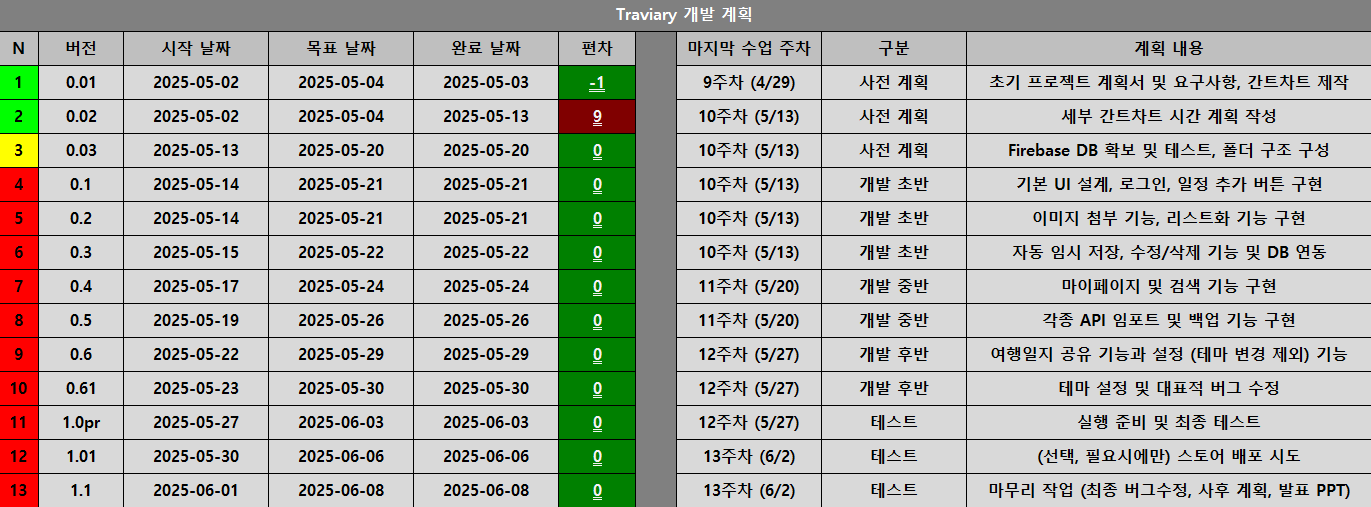 Traviary 개발 계획
N 버전 시작 날짜 목표 날짜 완료 날짜 편차 마지막 수업 주차 구분 계획 내용
1 0.01 2025-05-02 2025-05-04 2025-05-03 -1 9주차 (4/29) 사전 계획 초기 프로젝트 계획서 및 요구사항, 간트차트 제작
2 0.02 2025-05-02 2025-05-04 2025-05-13 9 10주차 (5/13) 사전 계획 세부 간트차트 시간 계획 작성
3 0.03 2025-05-13 2025-05-20 2025-05-20 0 10주차 (5/13) 사전 계획 Firebase DB 확보 및 테스트, 폴더 구조 구성
4 0.1 2025-05-14 2025-05-21 2025-05-21 0 10주차 (5/13) 개발 초반 기본 UI 설계, 로그인, 일정 추가 버튼 구현
5 0.2 2025-05-14 2025-05-21 2025-05-21 0 10주차 (5/13) 개발 초반 이미지 첨부 기능, 리스트화 기능 구현
6 0.3 2025-05-15 2025-05-22 2025-05-22 0 10주차 (5/13) 개발 초반 자동 임시 저장, 수정/삭제 기능 및 DB 연동
7 0.4 2025-05-17 2025-05-24 2025-05-24 0 11주차 (5/20) 개발 중반 마이페이지 및 검색 기능 구현
8 0.5 2025-05-19 2025-05-26 2025-05-26 0 11주차 (5/20) 개발 중반 각종 API 임포트 및 백업 기능 구현
9 0.6 2025-05-22 2025-05-29 2025-05-29 0 12주차 (5/27) 개발 후반 여행일지 공유 기능과 설정 (테마 변경 제외) 기능
10 0.61 2025-05-23 2025-05-30 2025-05-30 0 12주차 (5/27) 개발 후반 테마 설정 및 대표적 버그 수정
11 1.0pr 2025-05-27 2025-06-03 2025-06-03 0 12주차 (5/27) 테스트 실행 준비 및 최종 테스트
12 1.01 2025-05-30 2025-06-06 2025-06-06 0 13주차 (6/2) 테스트 (선택, 필요시에만) 스토어 배포 시도
13 1.1 2025-06-01 2025-06-08 2025-06-08 0 13주차 (6/2) 테스트 마무리 작업 (최종 버그수정, 사후 계획, 발표 PPT)